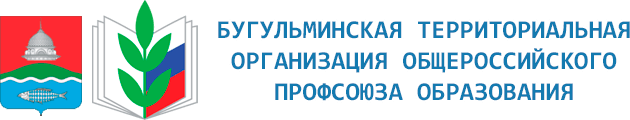 БУГУЛЬМИНСКАЯ ТЕРРИТОРИАЛЬНАЯ
ОРГАНИЗАЦИЯ ОБЩЕРОССИЙСКОГО
ПРОФСОЮЗА ОБРАЗОВАНИЯ